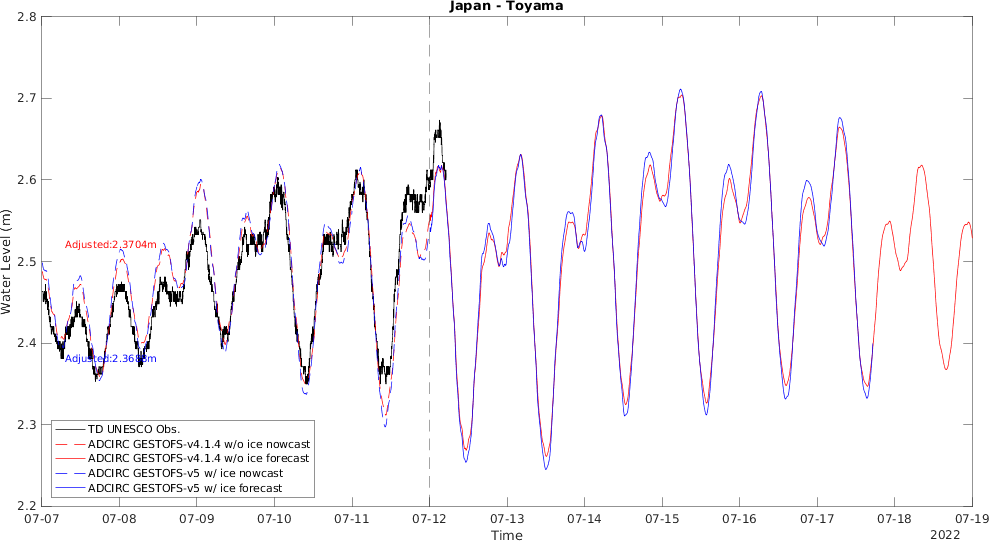 Japan - Toyama
2.8
2.7
2.6
2.5
2.4
2.3
2.2
Water Level (m)
Adjusted:2.3704m
Adjusted:2.3683m
TD UNESCO Obs.
ADCIRC GESTOFS-v4.1.4 w/o ice nowcast
ADCIRC GESTOFS-v4.1.4 w/o ice forecast
ADCIRC GESTOFS-v5 w/ ice nowcast
ADCIRC GESTOFS-v5 w/ ice forecast
07-07 07-08 07-09 07-10 07-11 07-12 07-13 07-14 07-15 07-16 07-17 07-18 07-19
Time
2022